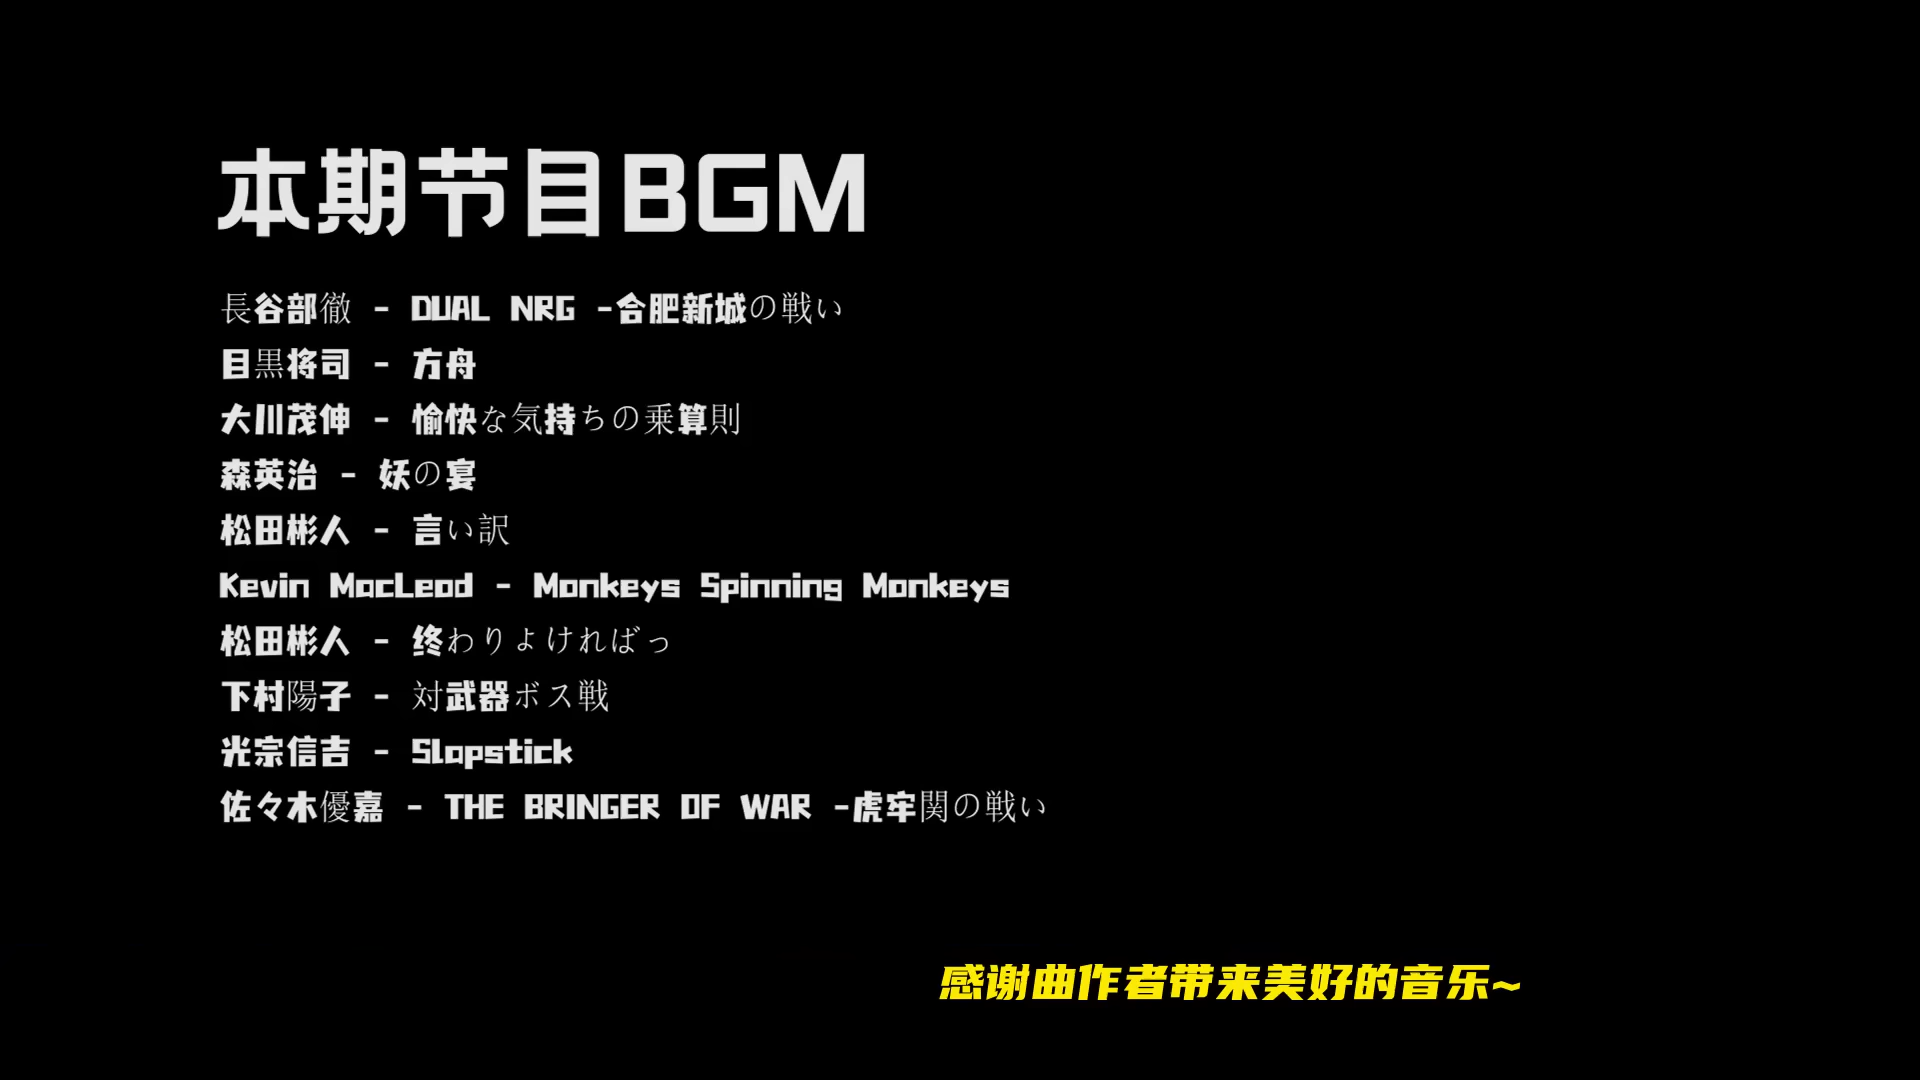 本期节目BGM
長谷部徹 - DUAL NRG -合肥新城の戦い
目黒将司 - 方舟
大川茂伸 - 愉快な気持ちの乗算則
森英治 - 妖の宴
松田彬人 - 言い訳
Kevin MacLeod - Monkeys Spinning Monkeys
松田彬人 - 终わりよければっ
下村陽子 - 対武器ボス戦
光宗信吉 - Slapstick
佐々木優嘉 - THE BRINGER OF WAR -虎牢関の戦い
感谢曲作者带来美好的音乐~